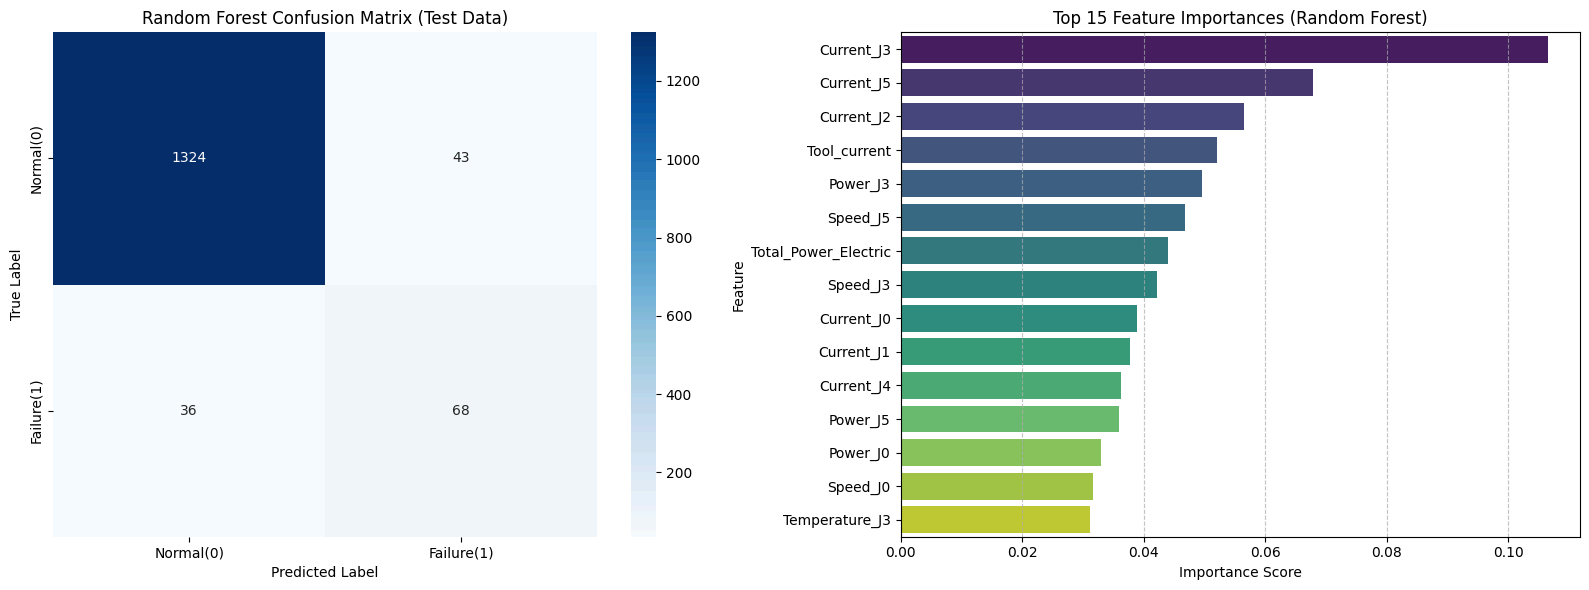 Random Forest Confusion Matrix (Test Data)
True Label
Normal(0)
Failure(1)
1324
43
36
68
Normal(0)
Failure(1)
Predicted Label
1200
1000
800
600
400
200
Top 15 Feature Importances (Random Forest)
Feature
Current_J3
Current_J5
Current_J2
Tool_current
Power_J3
Speed_J5
Total_Power_Electric
Speed_J3
Current_J0
Current_J1
Current_J4
Power_J5
Power_J0
Speed_J0
Temperature_J3
0.00
0.02
0.04
0.06
0.08
0.10
Importance Score